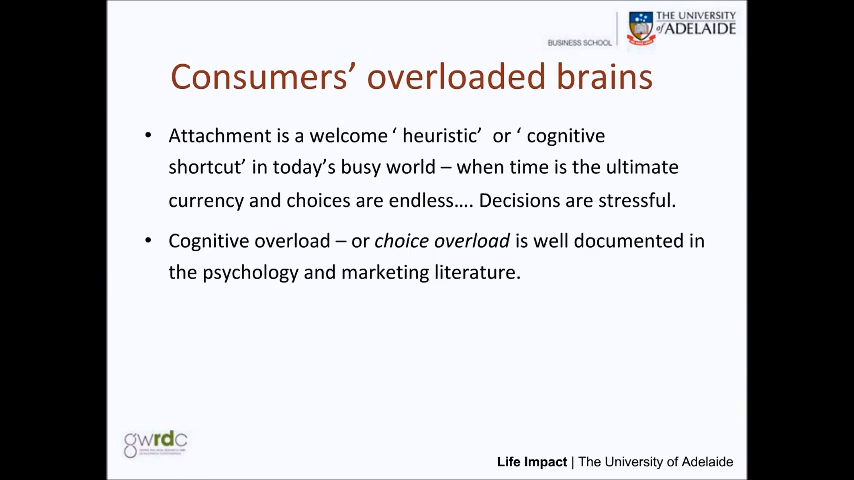 THE UNIVERSITY
of ADELAIDE
BUSINESS SCHOOL
Consumers’ overloaded brains
• Attachment is a welcome ‘ heuristic’ or ‘ cognitive
shortcut’ in today’s busy world – when time is the ultimate
currency and choices are endless…. Decisions are stressful.
• Cognitive overload – or choice overload is well documented in
the psychology and marketing literature.
gwrdc
Life Impact | The University of Adelaide